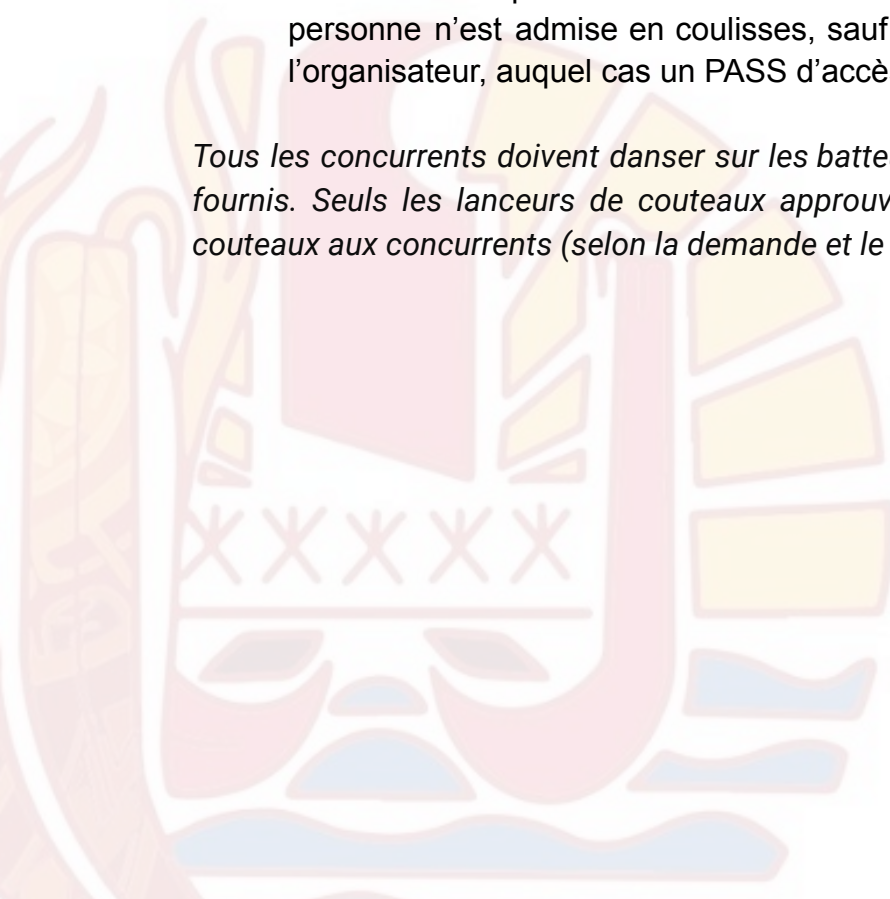 personne n’est admise en coulisses, sauf
l’organisateur, auquel cas un PASS d’accè
Tous les concurrents doivent danser sur les batte
fournis. Seuls les lanceurs de couteaux approuv
couteaux aux concurrents (selon la demande et le